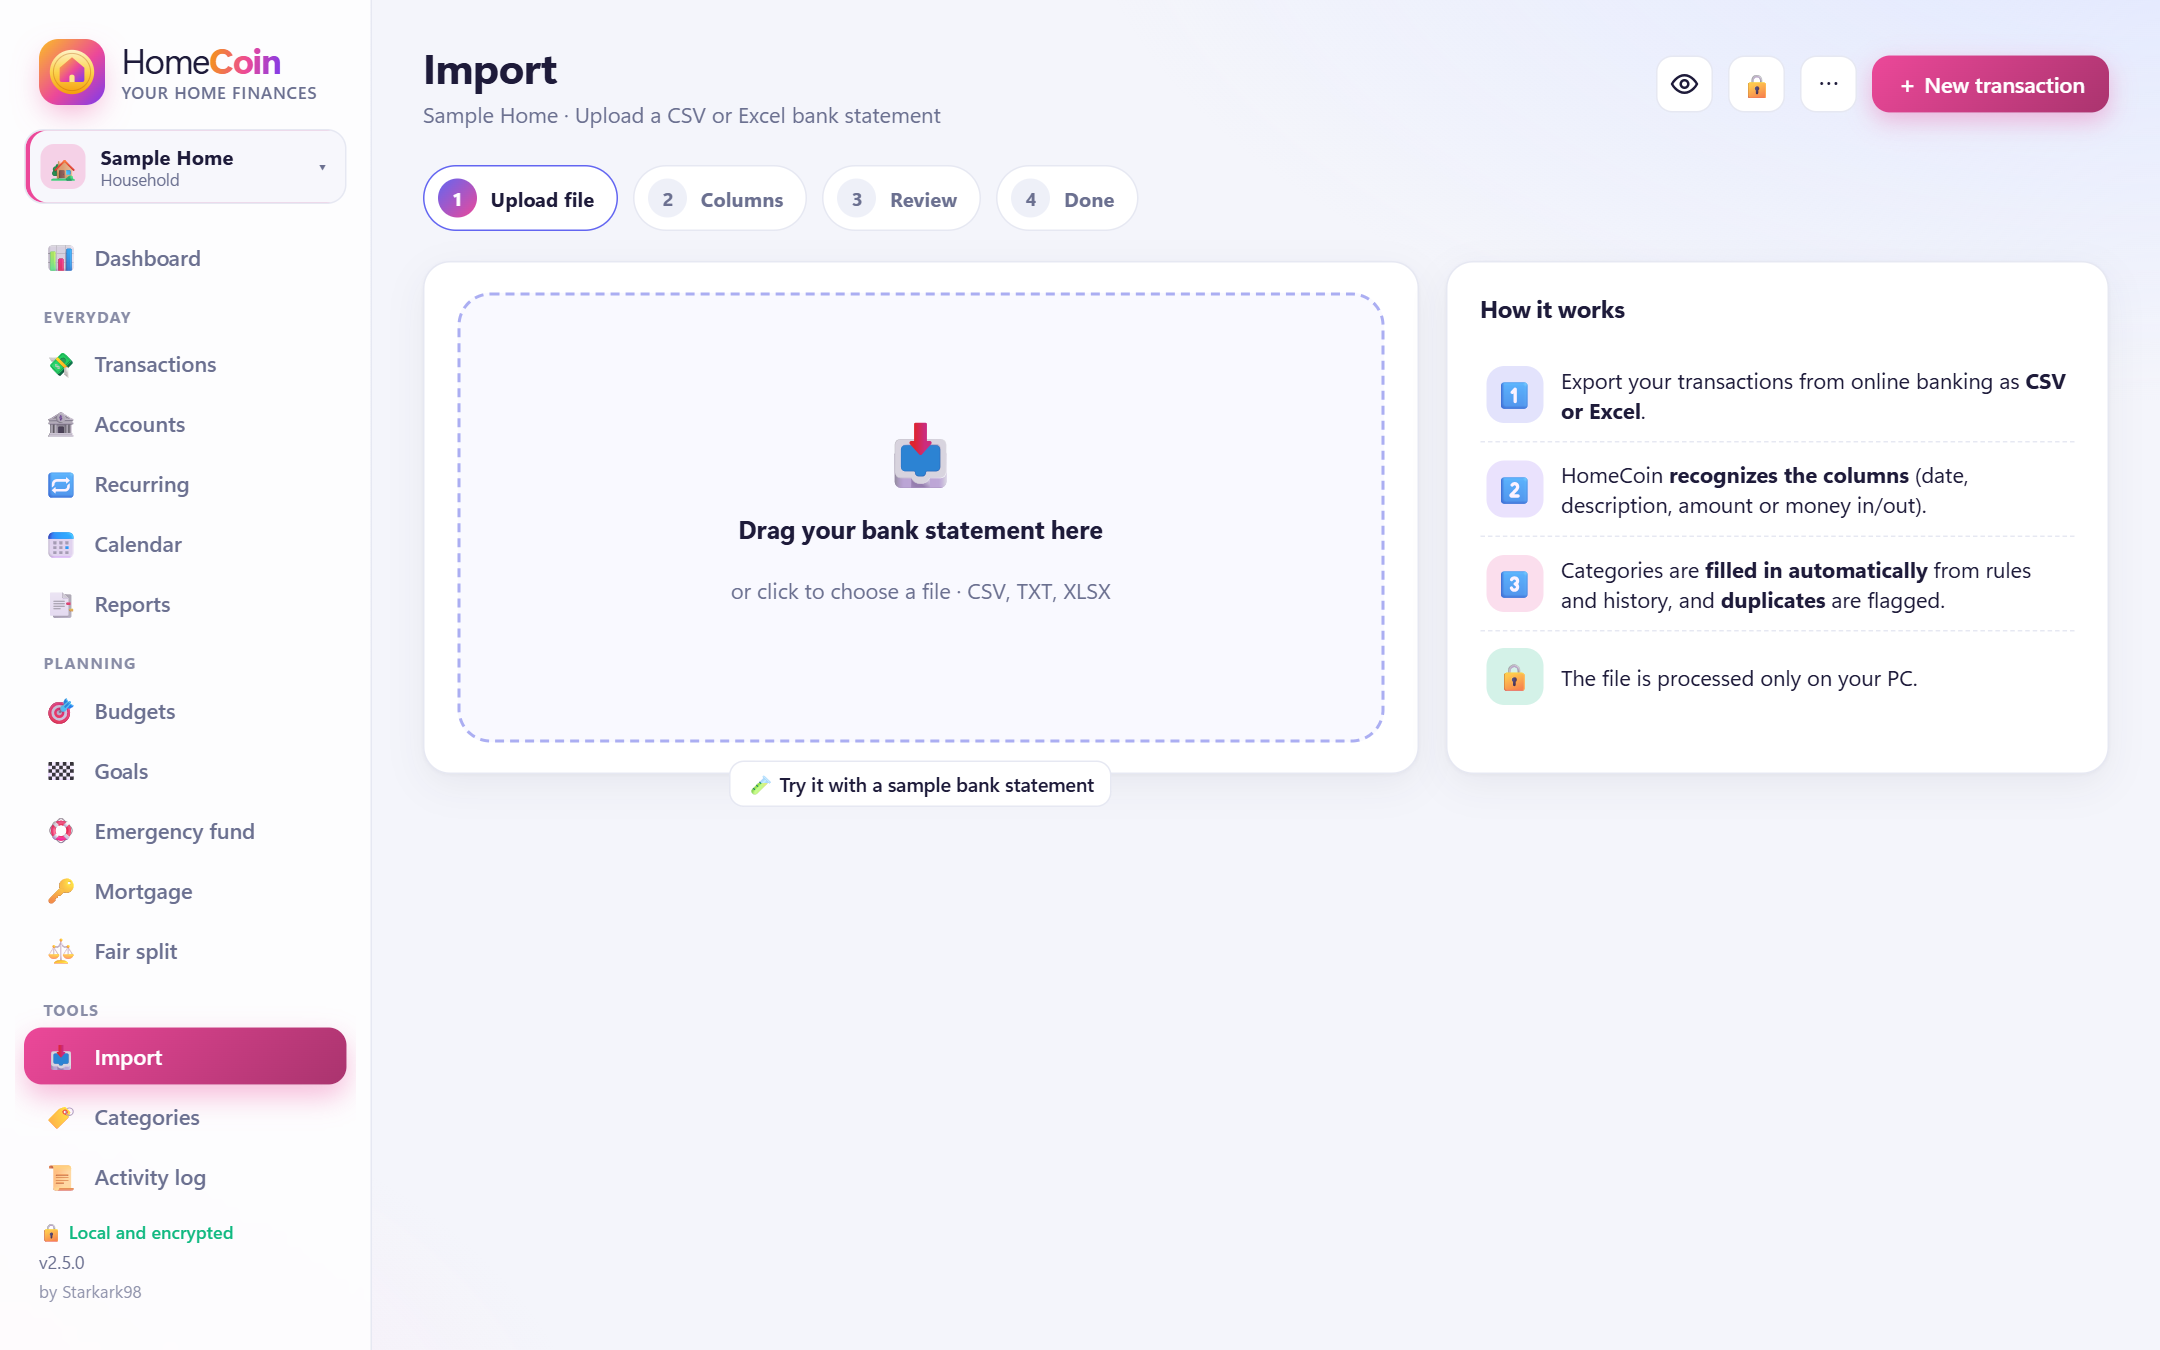 HomeCoin
YOUR HOME FINANCES
Sample Home
Household
Dashboard
EVERYDAY
Transactions
Accounts
Recurring
Calendar
Reports
PLANNING
Budgets
Goals
Emergency fund
Mortgage
Fair split
TOOLS
Import
Categories
Activity log
Local and encrypted
v2.5.0
by Starkark98
Import
Sample Home · Upload a CSV or Excel bank statement
+ New transaction
1 Upload file
2 Columns
3 Review
4 Done
Drag your bank statement here
or click to choose a file · CSV, TXT, XLSX
Try it with a sample bank statement
How it works
1
Export your transactions from online banking as CSV
or Excel.
2
HomeCoin recognizes the columns (date,
description, amount or money in/out).
3
Categories are filled in automatically from rules
and history, and duplicates are flagged.
The file is processed only on your PC.